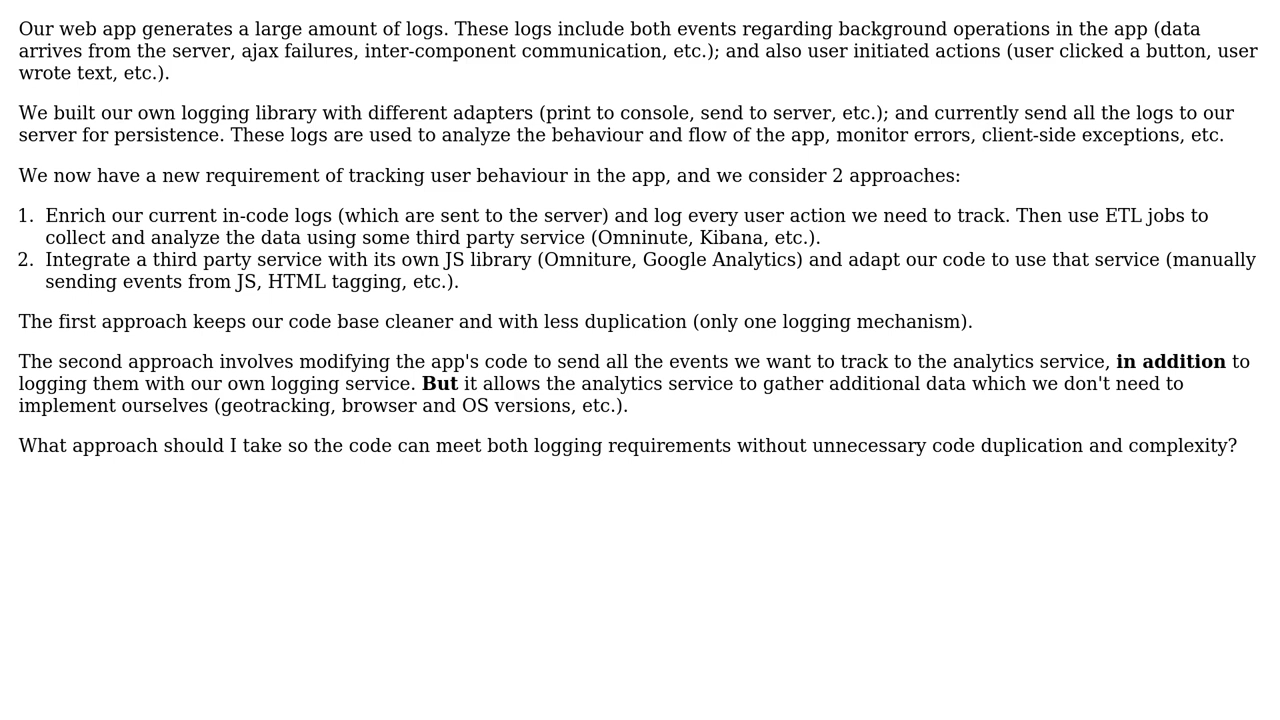 Our web app generates a large amount of logs. These logs include both events regarding background operations in the app (data
arrives from the server, ajax failures, inter-component communication, etc.); and also user initiated actions (user clicked a button, user
wrote text, etc.).
We built our own logging library with different adapters (print to console, send to server, etc.); and currently send all the logs to our
server for persistence. These logs are used to analyze the behaviour and flow of the app, monitor errors, client-side exceptions, etc.
We now have a new requirement of tracking user behaviour in the app, and we consider 2 approaches:
1. Enrich our current in-code logs (which are sent to the server) and log every user action we need to track. Then use ETL jobs to
collect and analyze the data using some third party service (Omninute, Kibana, etc.).
2. Integrate a third party service with its own JS library (Omniture, Google Analytics) and adapt our code to use that service (manually
sending events from JS, HTML tagging, etc.).
The first approach keeps our code base cleaner and with less duplication (only one logging mechanism).
The second approach involves modifying the app's code to send all the events we want to track to the analytics service, in addition to
logging them with our own logging service. But it allows the analytics service to gather additional data which we don't need to
implement ourselves (geotracking, browser and OS versions, etc.).
What approach should I take so the code can meet both logging requirements without unnecessary code duplication and complexity?